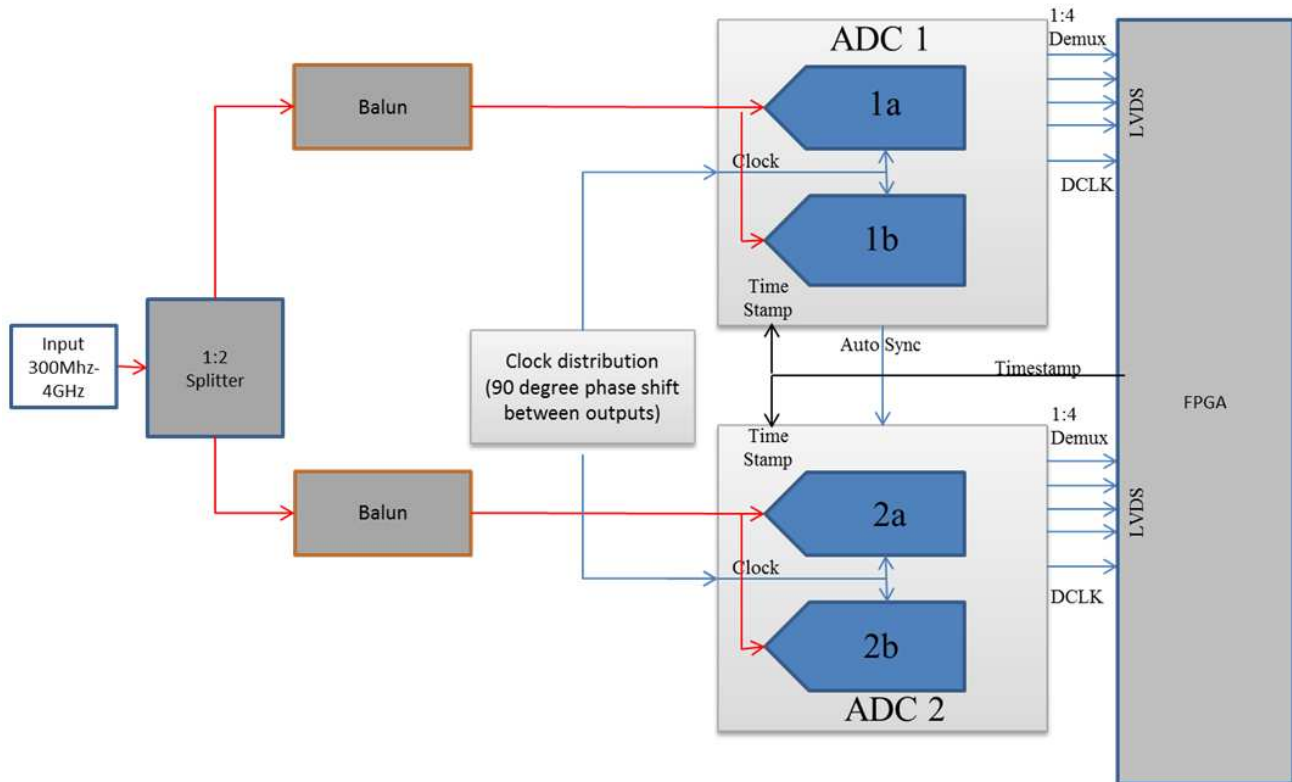 Input
300Mhz-
4GHz
1:2
Splitter
Balun
Balun
Clock distribution
(90 degree phase shift
between outputs)
ADC 1
1a
Clock
1b
Time
Stamp
1:4
Demux
LVDS
DCLK
Auto Sync
Timestamp
FPGA
Time
Stamp
2a
Clock
2b
ADC 2
1:4
Demux
LVDS
DCLK